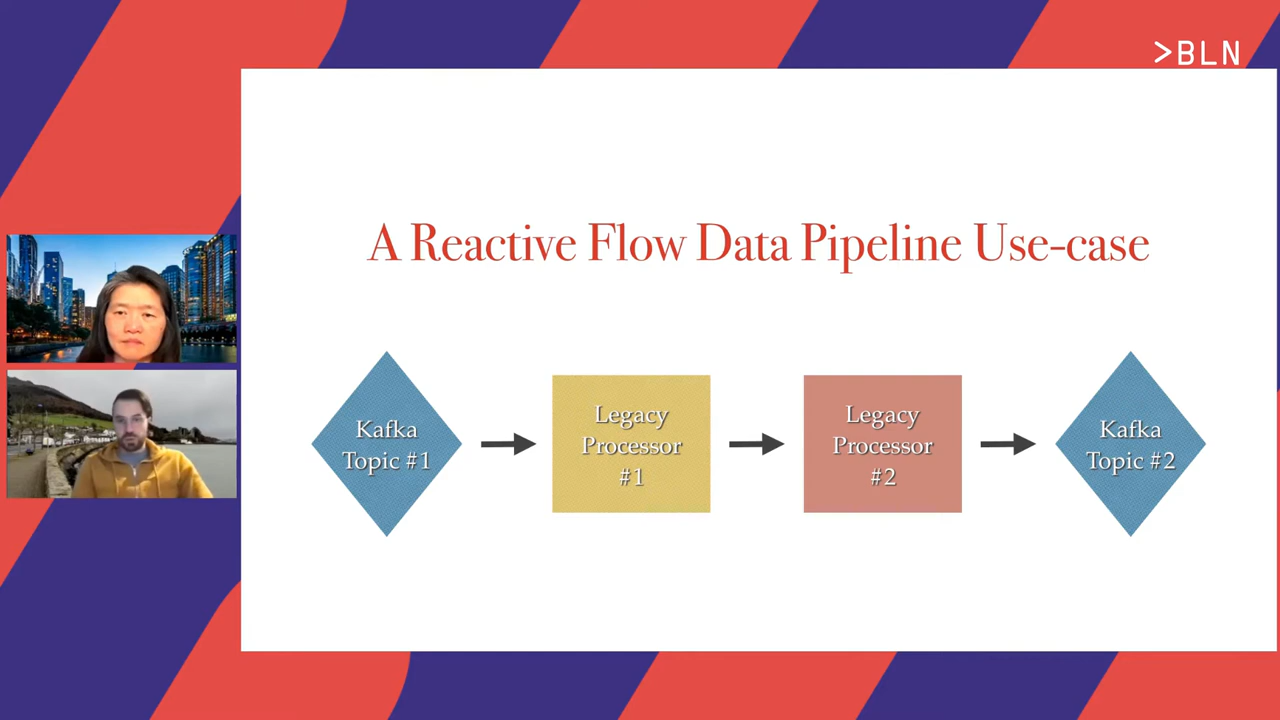 >BLN
A Reactive Flow Data Pipeline Use-case
Kafka
Topic #1
Legacy
Processor
#1
Legacy
Processor
#2
Kafka
Topic #2